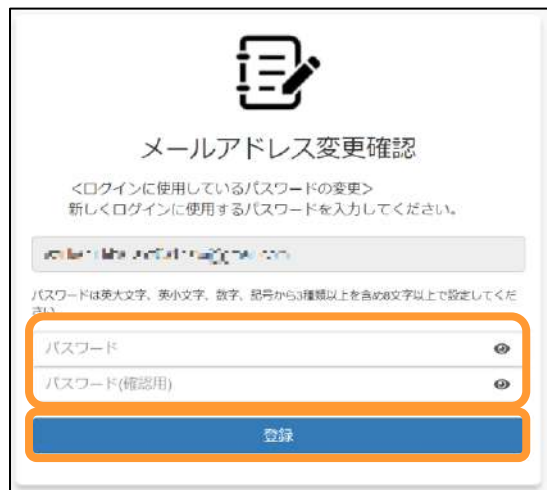 メールアドレス変更確認
<ログインに使用しているパスワードの変更>
新しくログインに使用するパスワードを入力してください。
パスワードは英大文字、英小文字、数字、記号から3種類以上を含め8文字以上で設定してくだ
さい
パスワード
パスワード(確認用)
登録